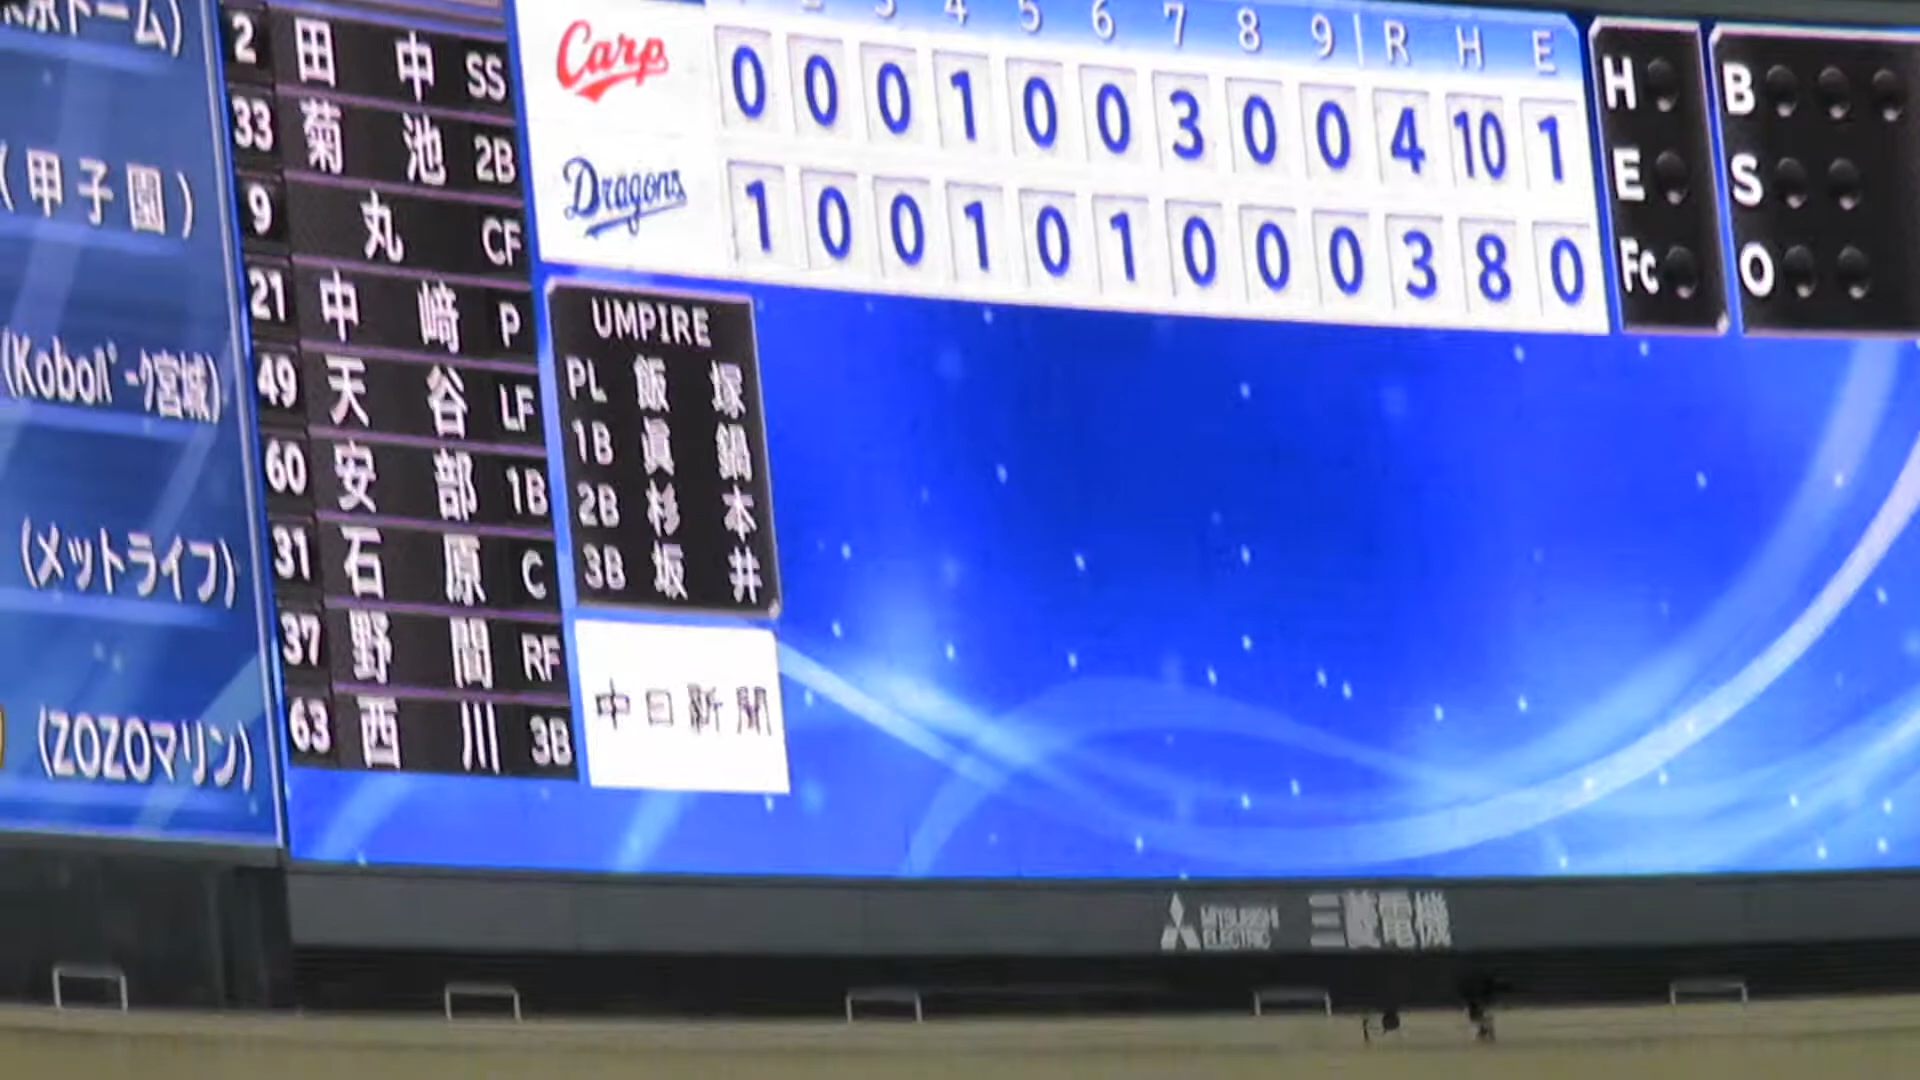 (甲子園)
(Koboパーク宮城)
(メットライフ)
(ZOZOマリン)
2 田中 SS
33 菊池 2B
9 丸 CF
21 中﨑 P
49 天谷 LF
60 安部 1B
31 石原 C
37 野間 RF
63 西川 3B
4 5 6 7 8 9 R H E
Carp 0 0 0 1 0 0 3 0 0 4 10 1
Dragons 1 0 0 1 0 1 0 0 0 3 8 0
H
E
Fc
B
S
O
UMPIRE
PL 飯塚
1B 眞鍋
2B 杉本
3B 坂井
中日新聞
MITSUBISHI
ELECTRIC
三菱電機